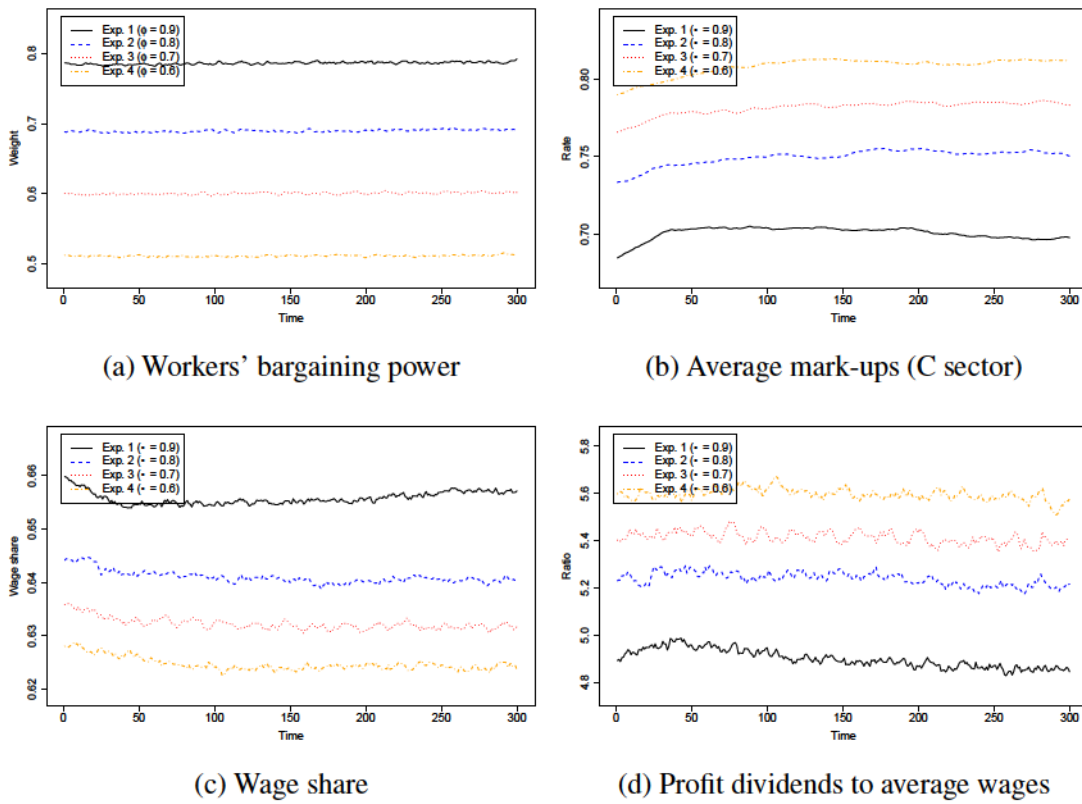 Exp. 1 (ϕ = 0.9)
Exp. 2 (ϕ = 0.8)
Exp. 3 (ϕ = 0.7)
Exp. 4 (ϕ = 0.6)
Weight
0.8
0.7
0.6
0.5
0 50 100 150 200 250 300
Time
(a) Workers’ bargaining power
Exp. 1 (• = 0.9)
Exp. 2 (• = 0.8)
Exp. 3 (• = 0.7)
Exp. 4 (• = 0.6)
Rate
0.80
0.75
0.70
0 50 100 150 200 250 300
Time
(b) Average mark-ups (C sector)
Exp. 1 (• = 0.9)
Exp. 2 (• = 0.8)
Exp. 3 (• = 0.7)
Exp. 4 (• = 0.6)
Wage share
0.66
0.65
0.64
0.63
0.62
0 50 100 150 200 250 300
Time
(c) Wage share
Exp. 1 (• = 0.9)
Exp. 2 (• = 0.8)
Exp. 3 (• = 0.7)
Exp. 4 (• = 0.6)
Ratio
5.8
5.6
5.4
5.2
5.0
4.8
0 50 100 150 200 250 300
Time
(d) Profit dividends to average wages